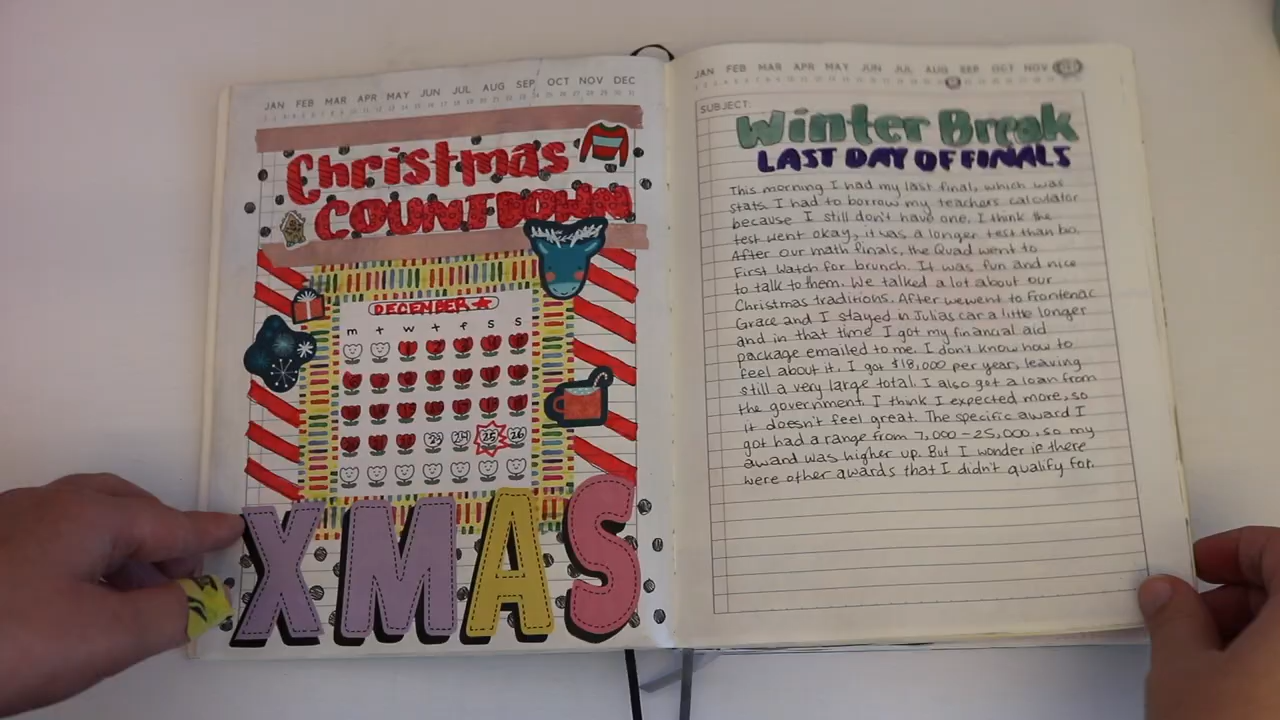 JAN FEB MAR APR MAY JUN JUL AUG SEP OCT NOV DEC
Christmas
COUNTDOWN
DECEMBER
m t w t f s s
25 26
XMAS
JAN FEB MAR APR MAY JUN JUL AUG SEP OCT NOV
SUBJECT:
Winter Break
LAST DAY OF FINALS
This morning I had my last final, which was
stats. I had to borrow my teachers calculator
because I still don't have one. I think the
test went okay, it was a longer test than bc.
After our math finals, the Quad went to
First Watch for brunch. It was fun and nice
to talk to them. We talked a lot about our
Christmas traditions. After we went to Frontenac
Grace and I stayed in Julias car a little longer
and in that time I got my financial aid
package emailed to me. I don't know how to
feel about it. I got $18,000 per year, leaving
still a very large total. I also got a loan from
the government. I think I expected more, so
it doesn't feel great. The specific award I
got had a range from 7,000-25,000, so my
award was higher up. But I wonder if there
were other awards that I didn't qualify for.